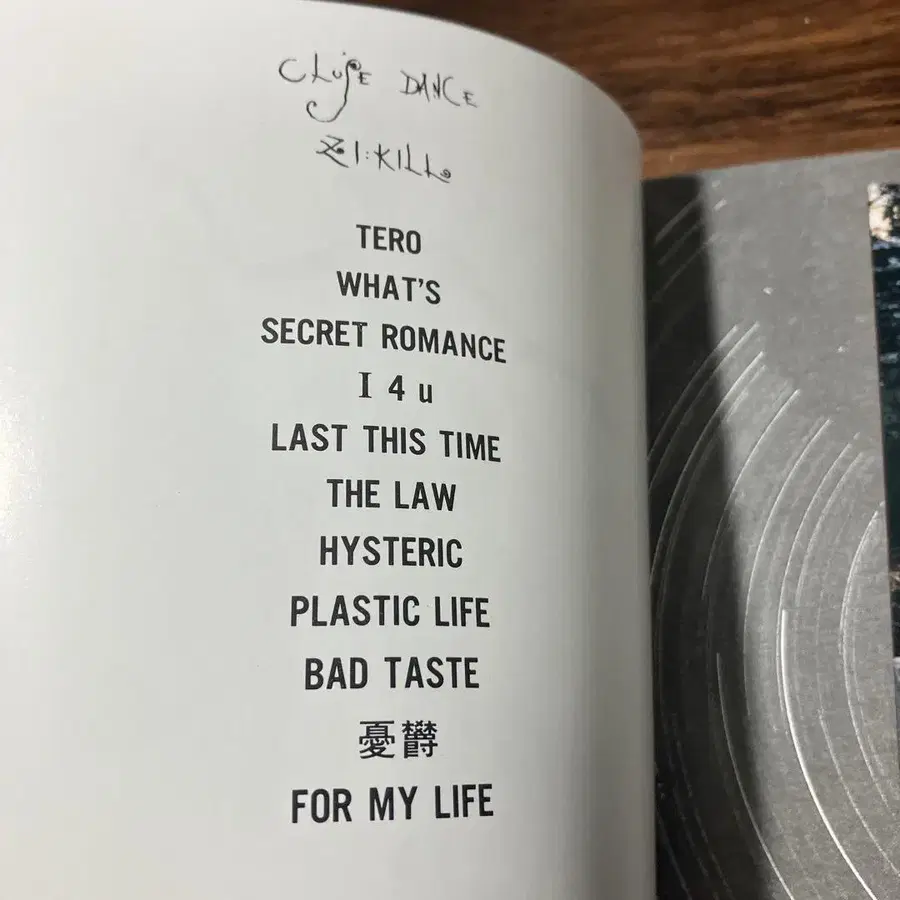 CLOSE DANCE
ZI:KILL
TERO
WHAT'S
SECRET ROMANCE
I 4 u
LAST THIS TIME
THE LAW
HYSTERIC
PLASTIC LIFE
BAD TASTE
憂欝
FOR MY LIFE